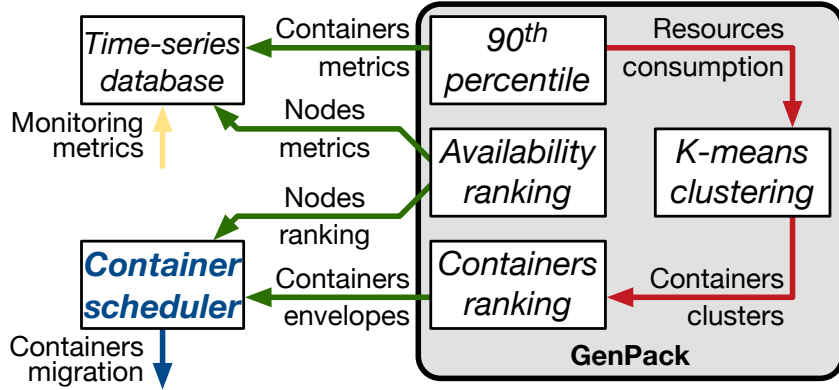 Time-series
database
Containers
metrics
90th
percentile
Resources
consumption
Monitoring
metrics
Nodes
metrics
Availability
ranking
K-means
clustering
Nodes
ranking
Container
scheduler
Containers
envelopes
Containers
ranking
Containers
clusters
GenPack
Containers
migration